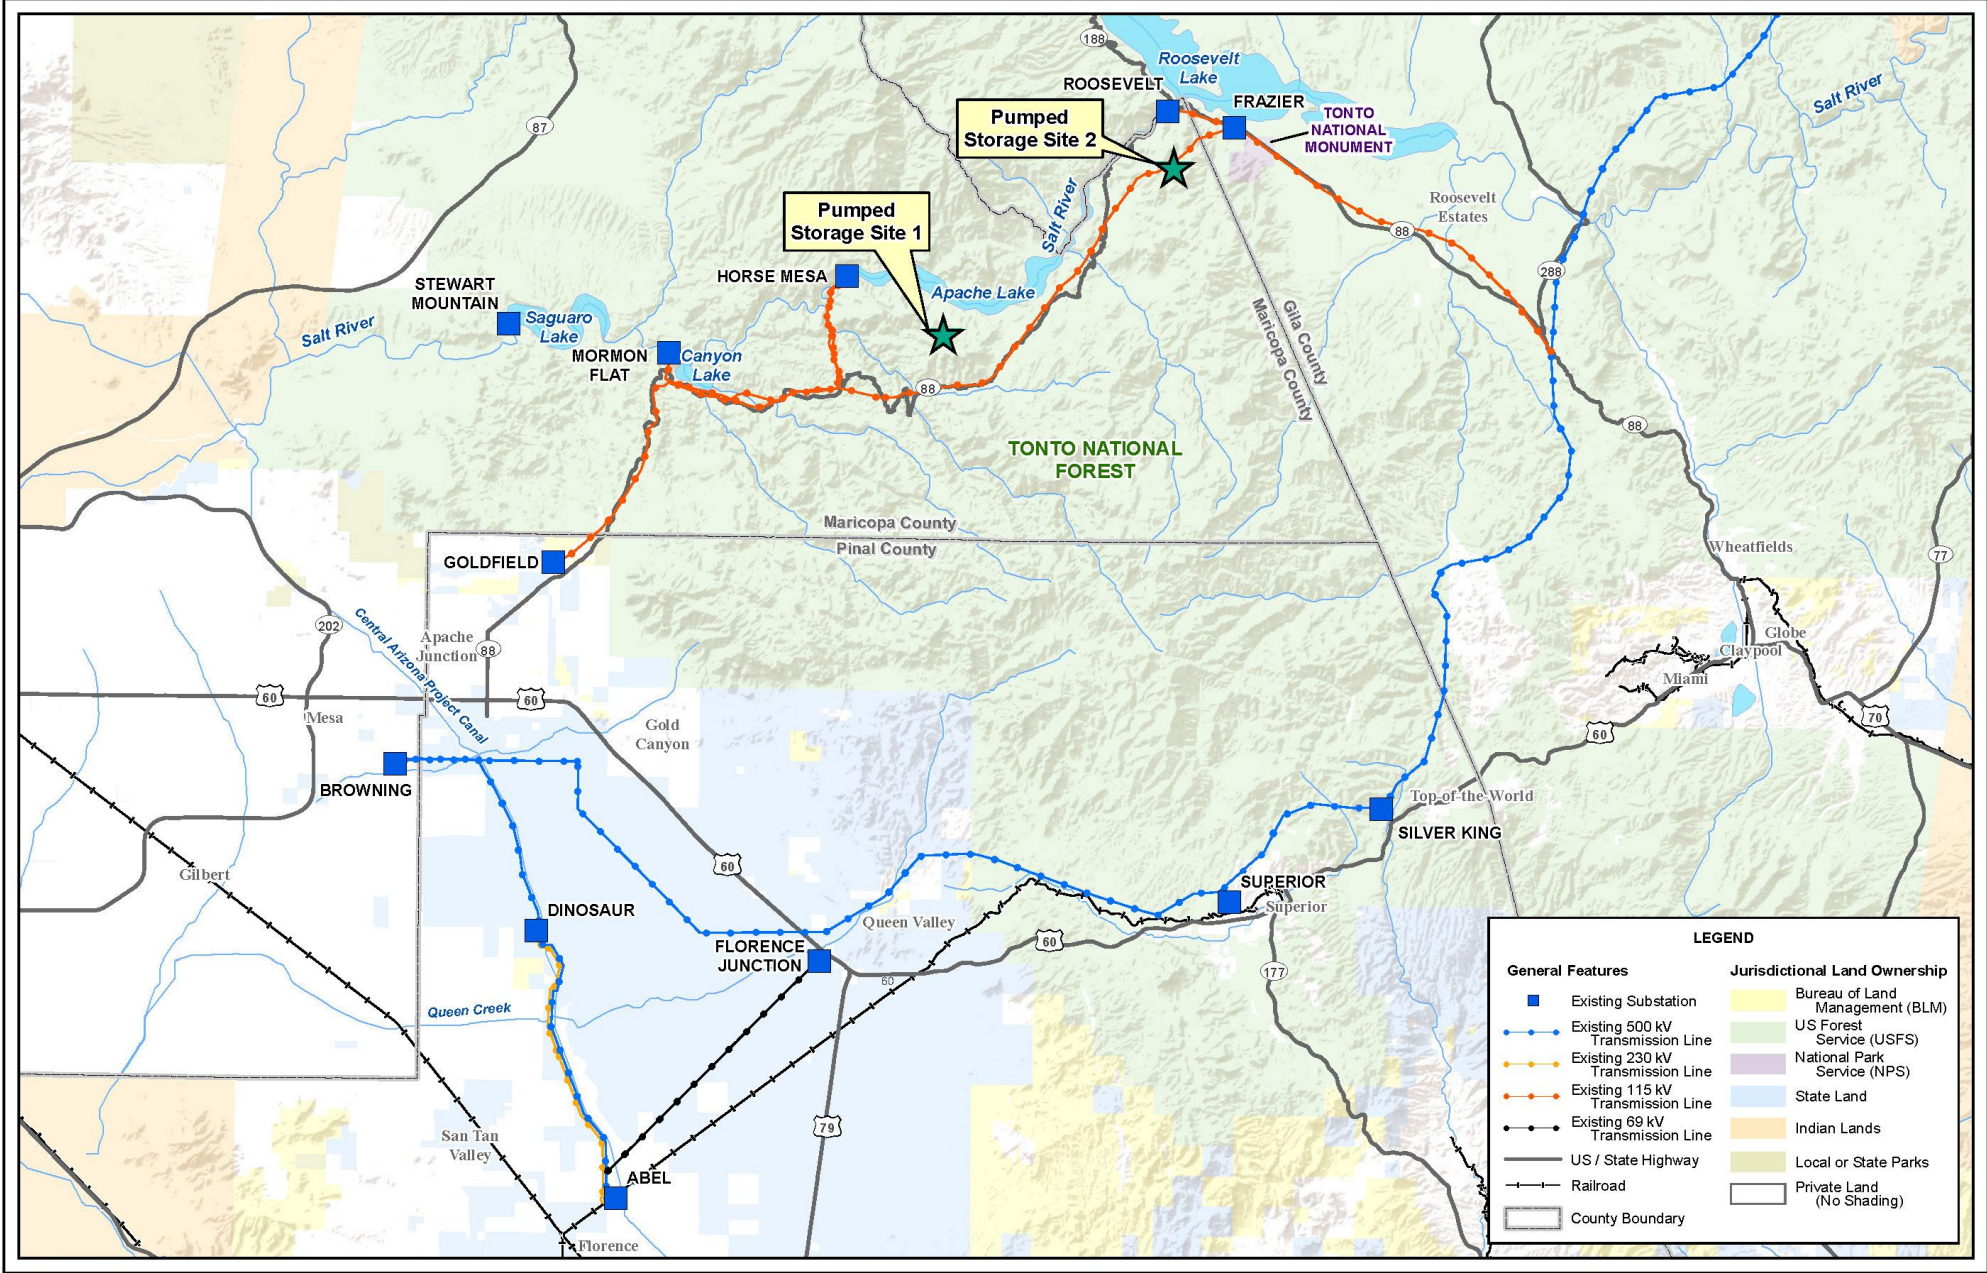 188
Roosevelt
Lake
ROOSEVELT
FRAZIER
TONTO
NATIONAL
MONUMENT
Salt River
87
Pumped
Storage Site 2
Salt River
Roosevelt
Estates
88
288
Pumped
Storage Site 1
HORSE MESA
Apache Lake
STEWART
MOUNTAIN
Saguaro
Lake
Salt River
MORMON
FLAT
Canyon
Lake
88
Gila County
Maricopa County
88
TONTO NATIONAL
FOREST
Maricopa County
Pinal County
GOLDFIELD
Wheatfields
77
202
Central Arizona Project Canal
Apache
Junction
88
Globe
Claypool
Miami
60
60
Mesa
Gold
Canyon
70
60
BROWNING
Top-of-the-World
SILVER KING
60
Gilbert
SUPERIOR
Superior
DINOSAUR
Queen Valley
FLORENCE
JUNCTION
60
60
177
Queen Creek
79
San Tan
Valley
ABEL
Florence
LEGEND
General Features
Existing Substation
Existing 500 kV
Transmission Line
Existing 230 kV
Transmission Line
Existing 115 kV
Transmission Line
Existing 69 kV
Transmission Line
US / State Highway
Railroad
County Boundary
Jurisdictional Land Ownership
Bureau of Land
Management (BLM)
US Forest
Service (USFS)
National Park
Service (NPS)
State Land
Indian Lands
Local or State Parks
Private Land
(No Shading)